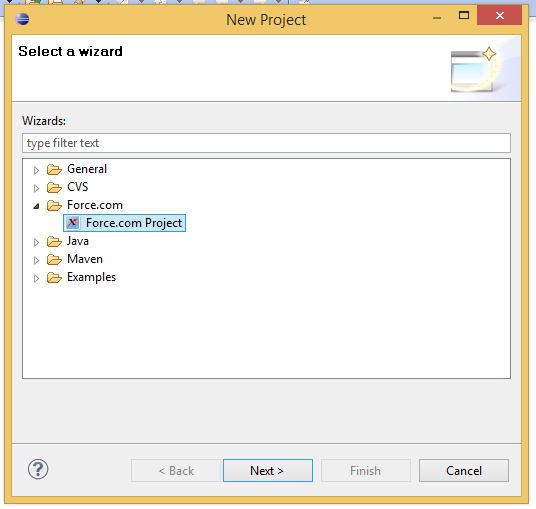 New Project
Select a wizard
Wizards:
type filter text
General
CVS
Force.com
Force.com Project
Java
Maven
Examples
< Back
Next >
Finish
Cancel